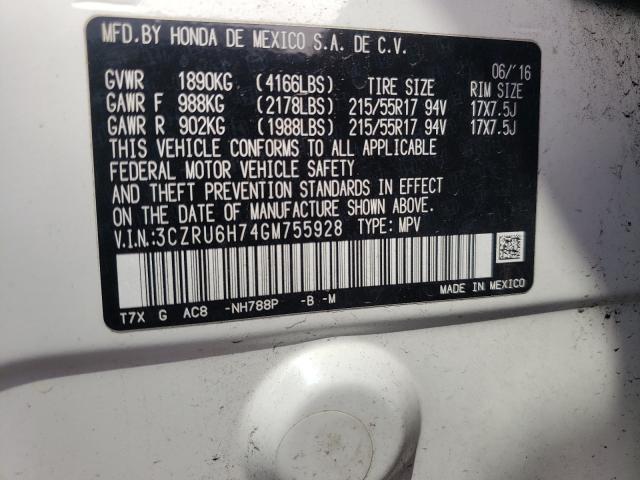 MFD.BY HONDA DE MEXICO S.A. DE C.V.
06/'16
GVWR 1890KG (4166LBS) TIRE SIZE RIM SIZE
GAWR F 988KG (2178LBS) 215/55R17 94V 17X7.5J
GAWR R 902KG (1988LBS) 215/55R17 94V 17X7.5J
THIS VEHICLE CONFORMS TO ALL APPLICABLE
FEDERAL MOTOR VEHICLE SAFETY
AND THEFT PREVENTION STANDARDS IN EFFECT
ON THE DATE OF MANUFACTURE SHOWN ABOVE.
V.I.N.:3CZRU6H74GM755928 TYPE: MPV
MADE IN MEXICO
T7X G AC8 -NH788P -B -M